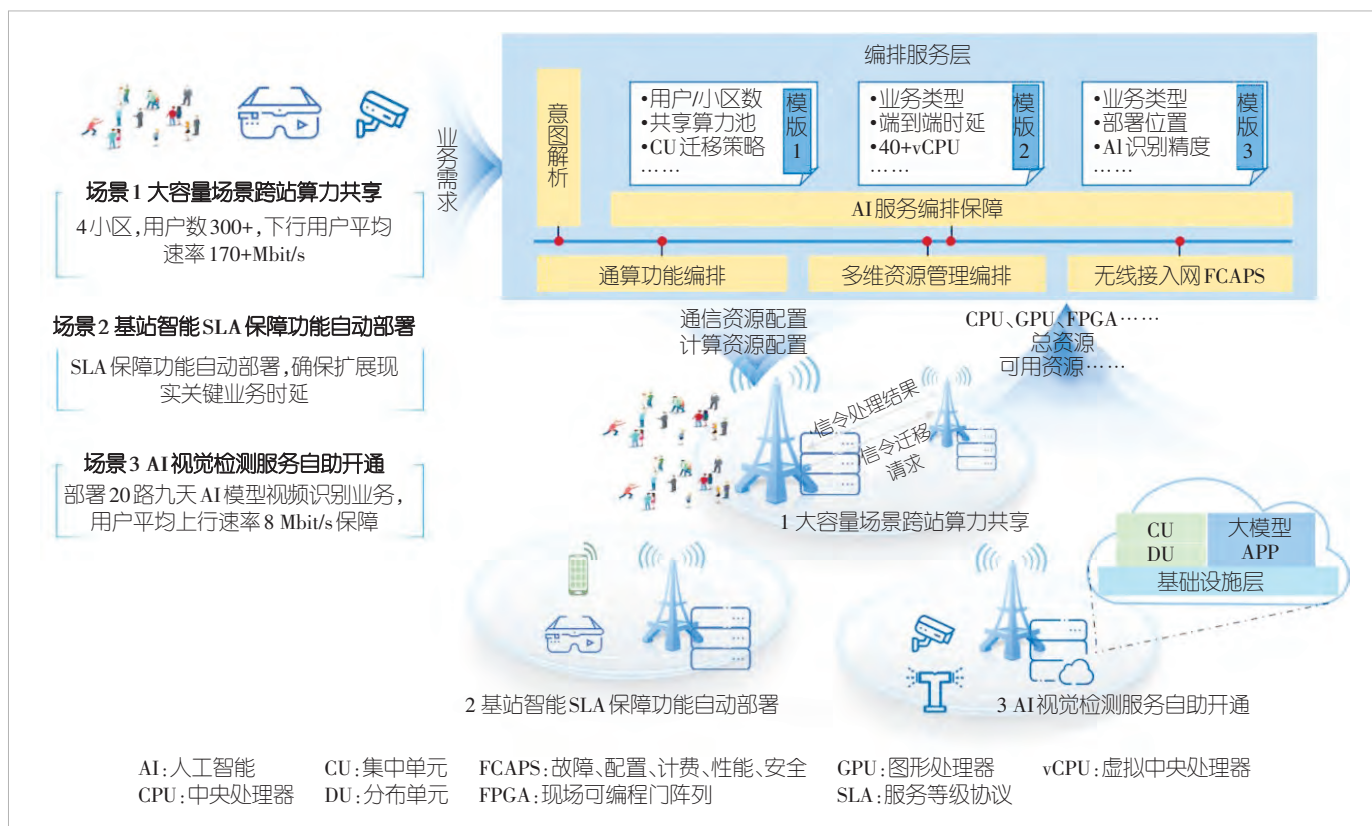 场景1 大容量场景跨站算力共享
4小区,用户数300+,下行用户平均
速率170+Mbit/s
场景2 基站智能SLA保障功能自动部署
SLA保障功能自动部署,确保扩展现
实关键业务时延
场景3 AI视觉检测服务自助开通
部署20路九天AI模型视频识别业务,
用户平均上行速率8 Mbit/s保障
业务需求
编排服务层
意图解析
•用户/小区数
•共享算力池
•CU迁移策略
……
模版1
•业务类型
•端到端时延
•40+vCPU
……
模版2
•业务类型
•部署位置
•AI识别精度
……
模版3
AI服务编排保障
通算功能编排
多维资源管理编排
无线接入网FCAPS
通信资源配置
计算资源配置
CPU、GPU、FPGA……
总资源
可用资源……
信令处理结果
信令迁移
请求
1 大容量场景跨站算力共享
CU
DU
大模型
APP
基础设施层
2 基站智能SLA保障功能自动部署
3 AI视觉检测服务自助开通
AI:人工智能
CU:集中单元
FCAPS:故障、配置、计费、性能、安全
GPU:图形处理器
vCPU:虚拟中央处理器
CPU:中央处理器
DU:分布单元
FPGA:现场可编程门阵列
SLA:服务等级协议